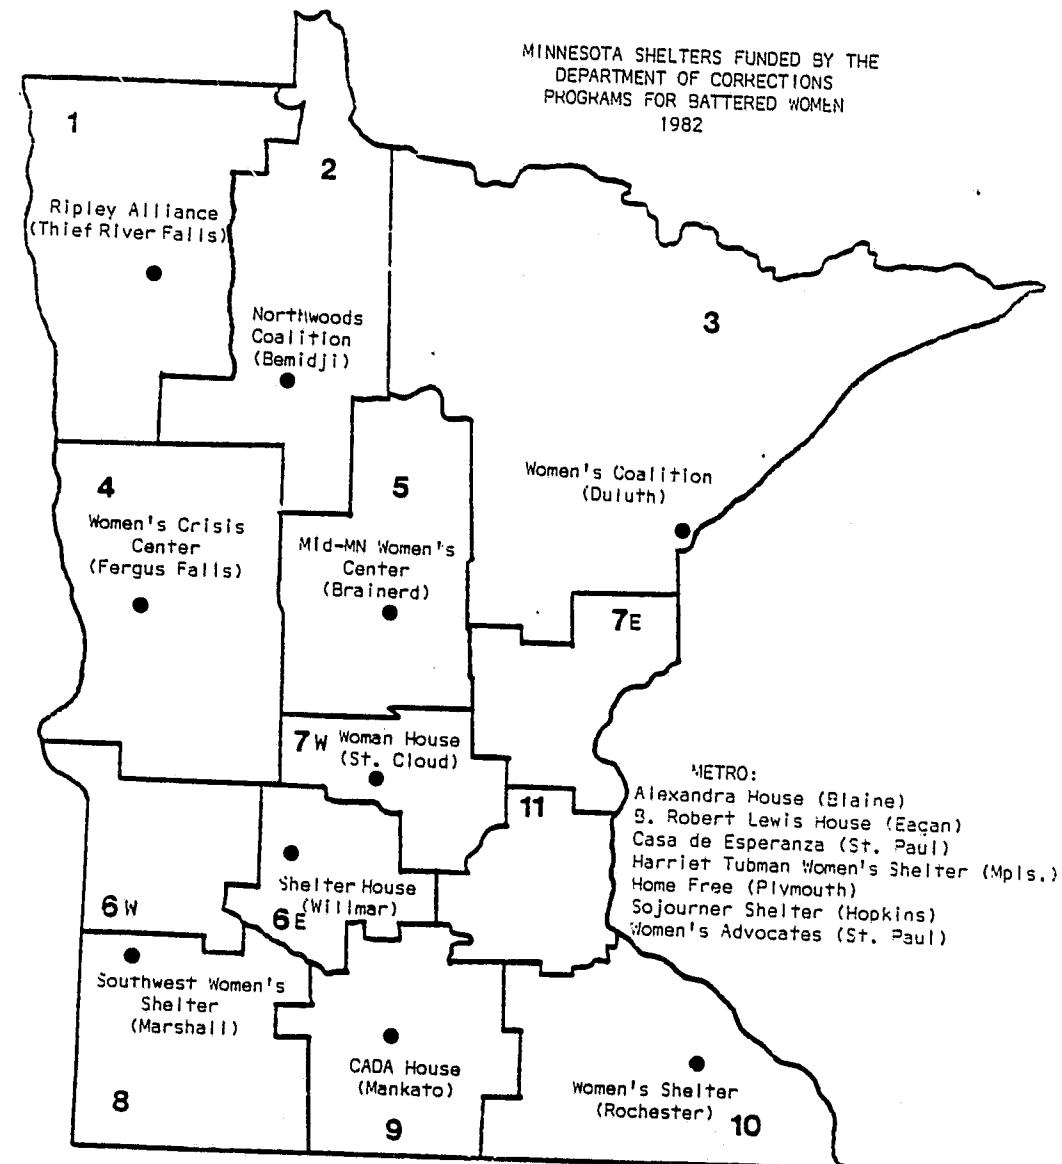 MINNESOTA SHELTERS FUNDED BY THE
DEPARTMENT OF CORRECTIONS
PROGRAMS FOR BATTERED WOMEN
1982
1
2
Ripley Alliance
(Thief River Falls)
Northwoods
Coalition
(Bemidji)
3
Women's Coalition
(Duluth)
4
Women's Crisis
Center
(Fergus Falls)
5
Mid-MN Women's
Center
(Brainerd)
7E
7W Woman House
(St. Cloud)
11
METRO:
Alexandra House (Blaine)
B. Robert Lewis House (Eagan)
Casa de Esperanza (St. Paul)
Harriet Tubman Women's Shelter (Mpls.)
Home Free (Plymouth)
Sojourner Shelter (Hopkins)
Women's Advocates (St. Paul)
Shelter House
(Willmar)
6E
6W
Southwest Women's
Shelter
(Marshall)
8
CADA House
(Mankato)
9
Women's Shelter
(Rochester)
10